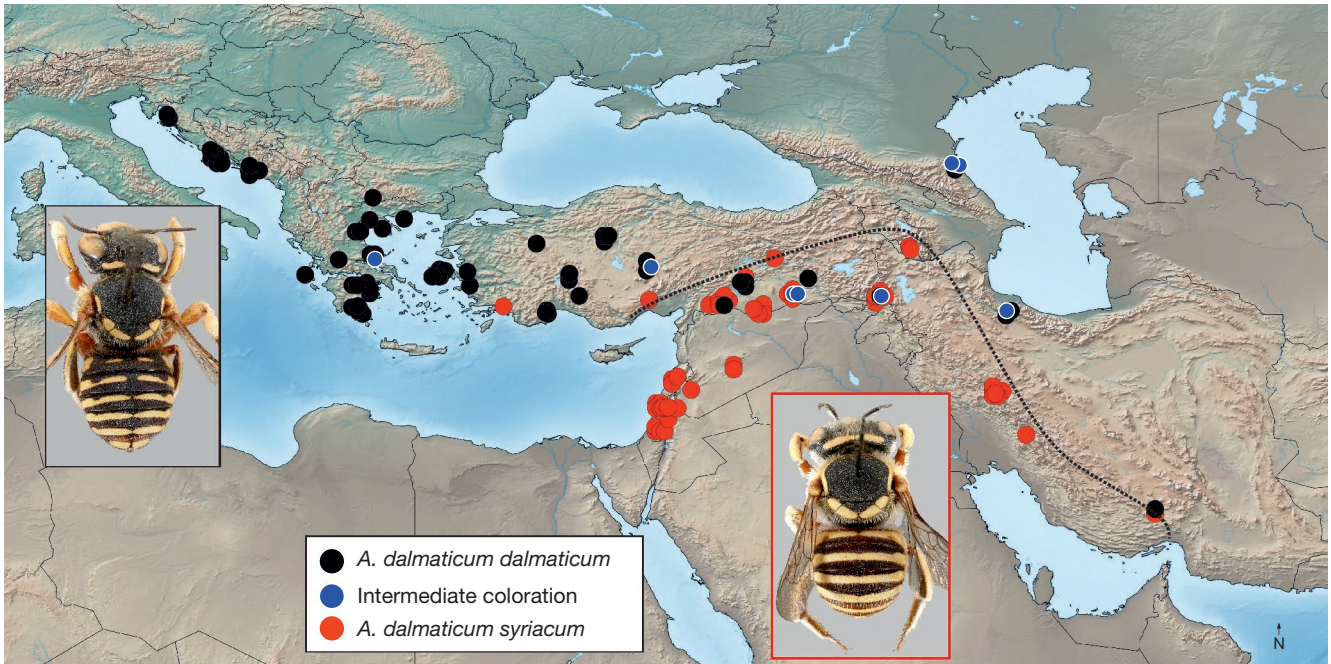 A. dalmaticum dalmaticum
Intermediate coloration
A. dalmaticum syriacum
N